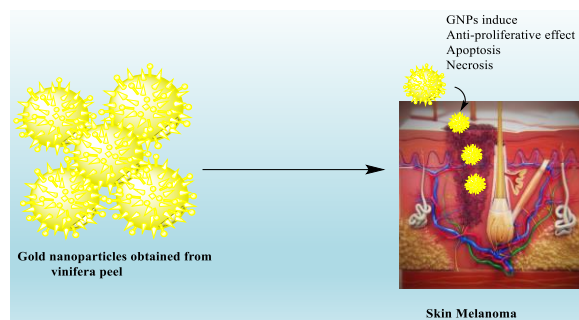 GNPs induce
Anti-proliferative effect
Apoptosis
Necrosis
Gold nanoparticles obtained from
vinifera peel
Skin Melanoma